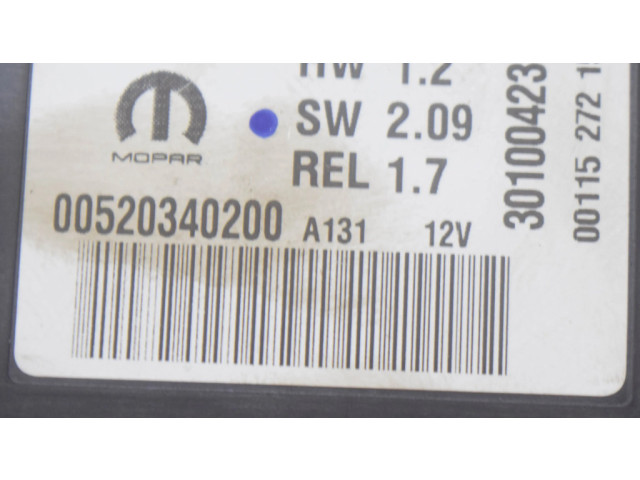 HW 1.2
SW 2.09
REL 1.7
MOPAR
00520340200 A131 12V
30100423
00115 272